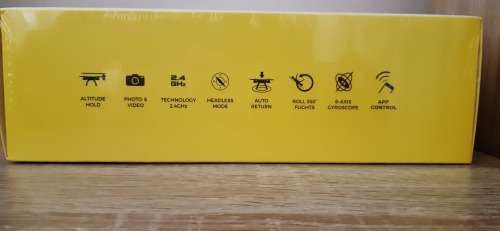 2.4
GHz
ALTITUDE
HOLD
PHOTO &
VIDEO
TECHNOLOGY
2.4GHz
HEADLESS
MODE
AUTO
RETURN
ROLL 360°
FLIGHTS
6-AXIS
GYROSCOPE
APP
CONTROL